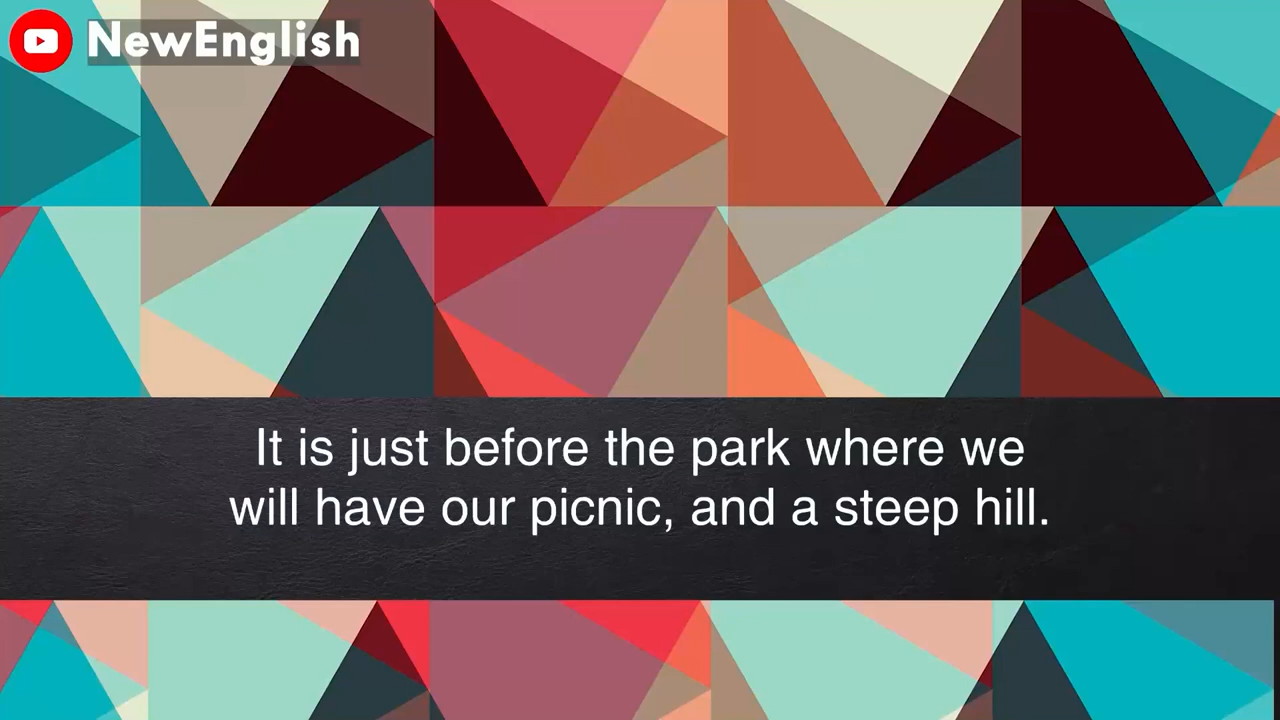 NewEnglish
It is just before the park where we
will have our picnic, and a steep hill.